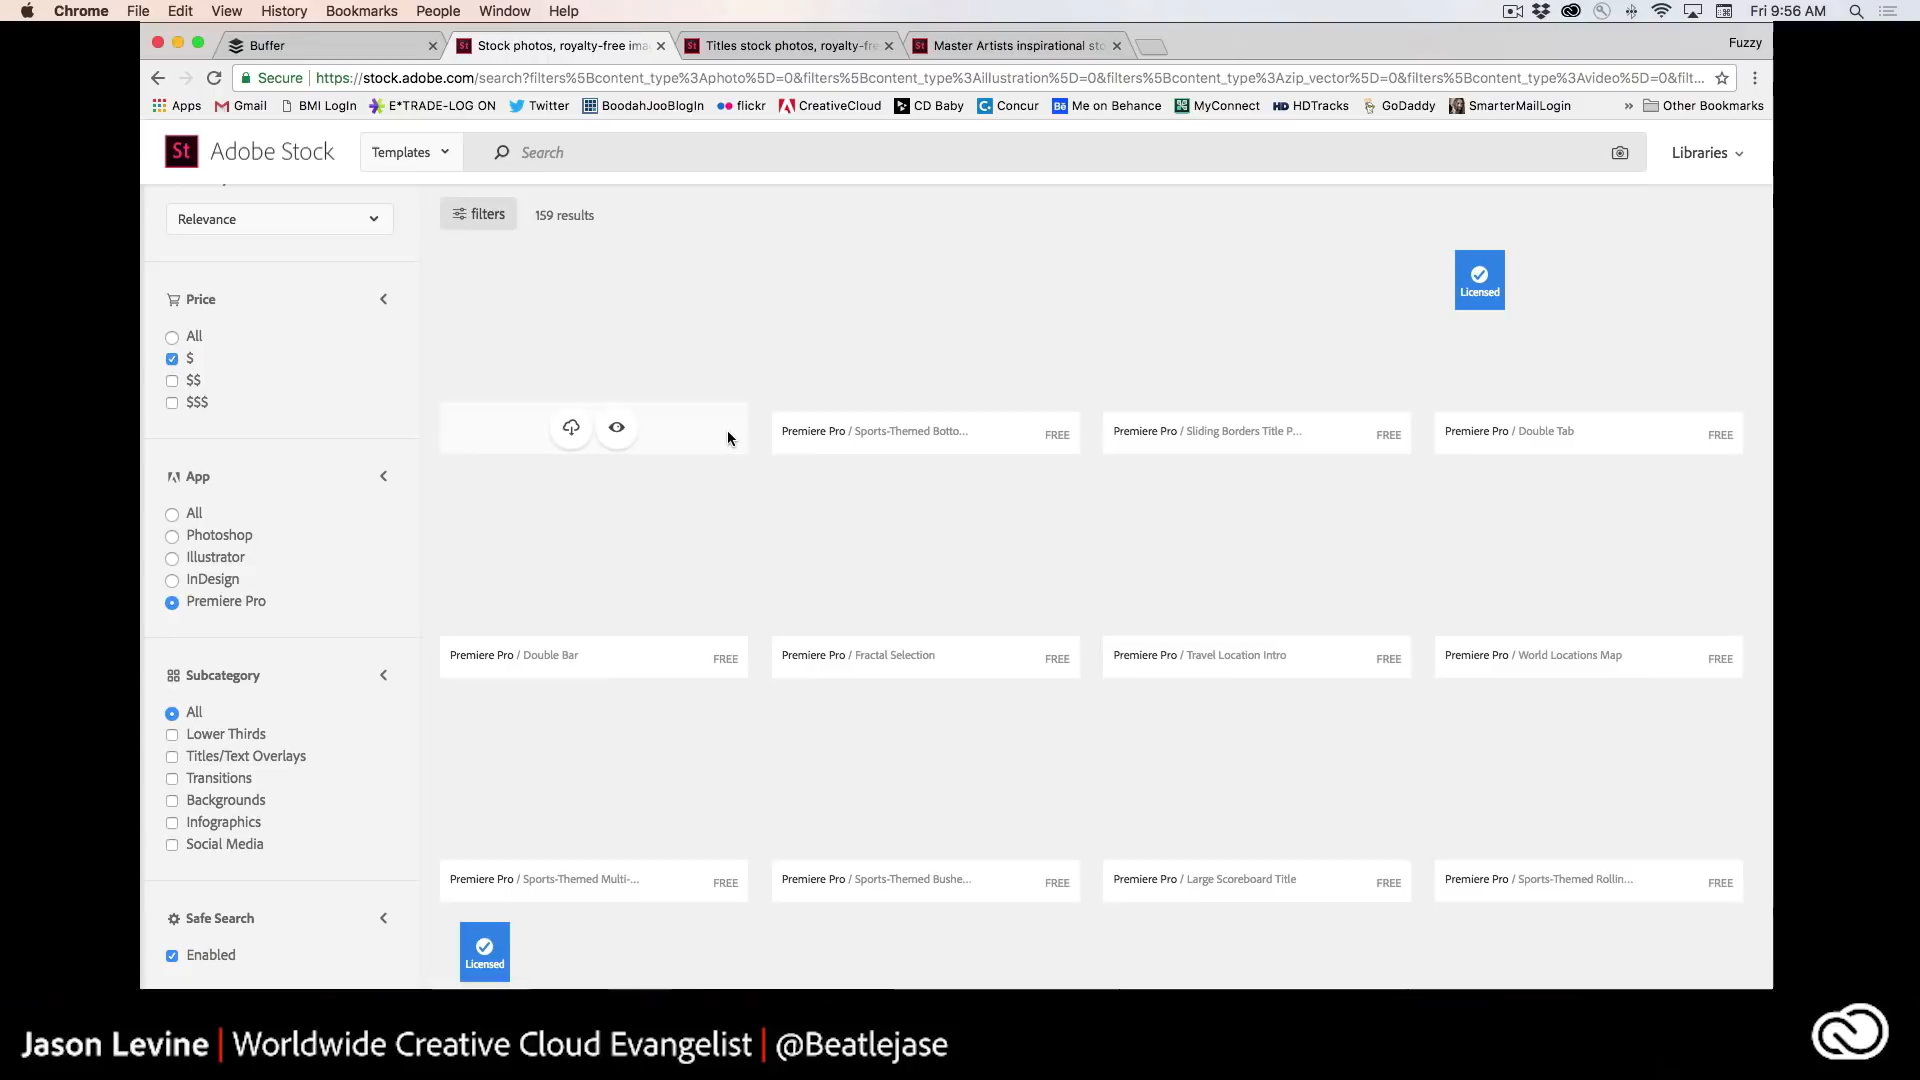 Chrome File Edit View History Bookmarks People Window Help Fri 9:56 AM
Buffer
Stock photos, royalty-free ima
Titles stock photos, royalty-fre
Master Artists inspirational sto
Fuzzy
Secure https://stock.adobe.com/search?filters%5Bcontent_type%3Aphoto%5D=0&filters%5Bcontent_type%3Aillustration%5D=0&filters%5Bcontent_type%3Azip_vector%5D=0&filters%5Bcontent_type%3Avideo%5D=0&filt...
Apps Gmail BMI LogIn E*TRADE-LOG ON Twitter BoodahJooBlogIn flickr CreativeCloud CD Baby Concur Me on Behance MyConnect HDTracks GoDaddy SmarterMailLogin » Other Bookmarks
St Adobe Stock Templates Search Libraries
Relevance
filters 159 results
Licensed
Price
All
$
$$
$$$
Premiere Pro / Sports-Themed Botto... FREE
Premiere Pro / Sliding Borders Title P... FREE
Premiere Pro / Double Tab FREE
App
All
Photoshop
Illustrator
InDesign
Premiere Pro
Premiere Pro / Double Bar FREE
Premiere Pro / Fractal Selection FREE
Premiere Pro / Travel Location Intro FREE
Premiere Pro / World Locations Map FREE
Subcategory
All
Lower Thirds
Titles/Text Overlays
Transitions
Backgrounds
Infographics
Social Media
Premiere Pro / Sports-Themed Multi-... FREE
Premiere Pro / Sports-Themed Bushe... FREE
Premiere Pro / Large Scoreboard Title FREE
Premiere Pro / Sports-Themed Rollin... FREE
Safe Search
Enabled
Licensed
Jason Levine | Worldwide Creative Cloud Evangelist | @Beatlejase